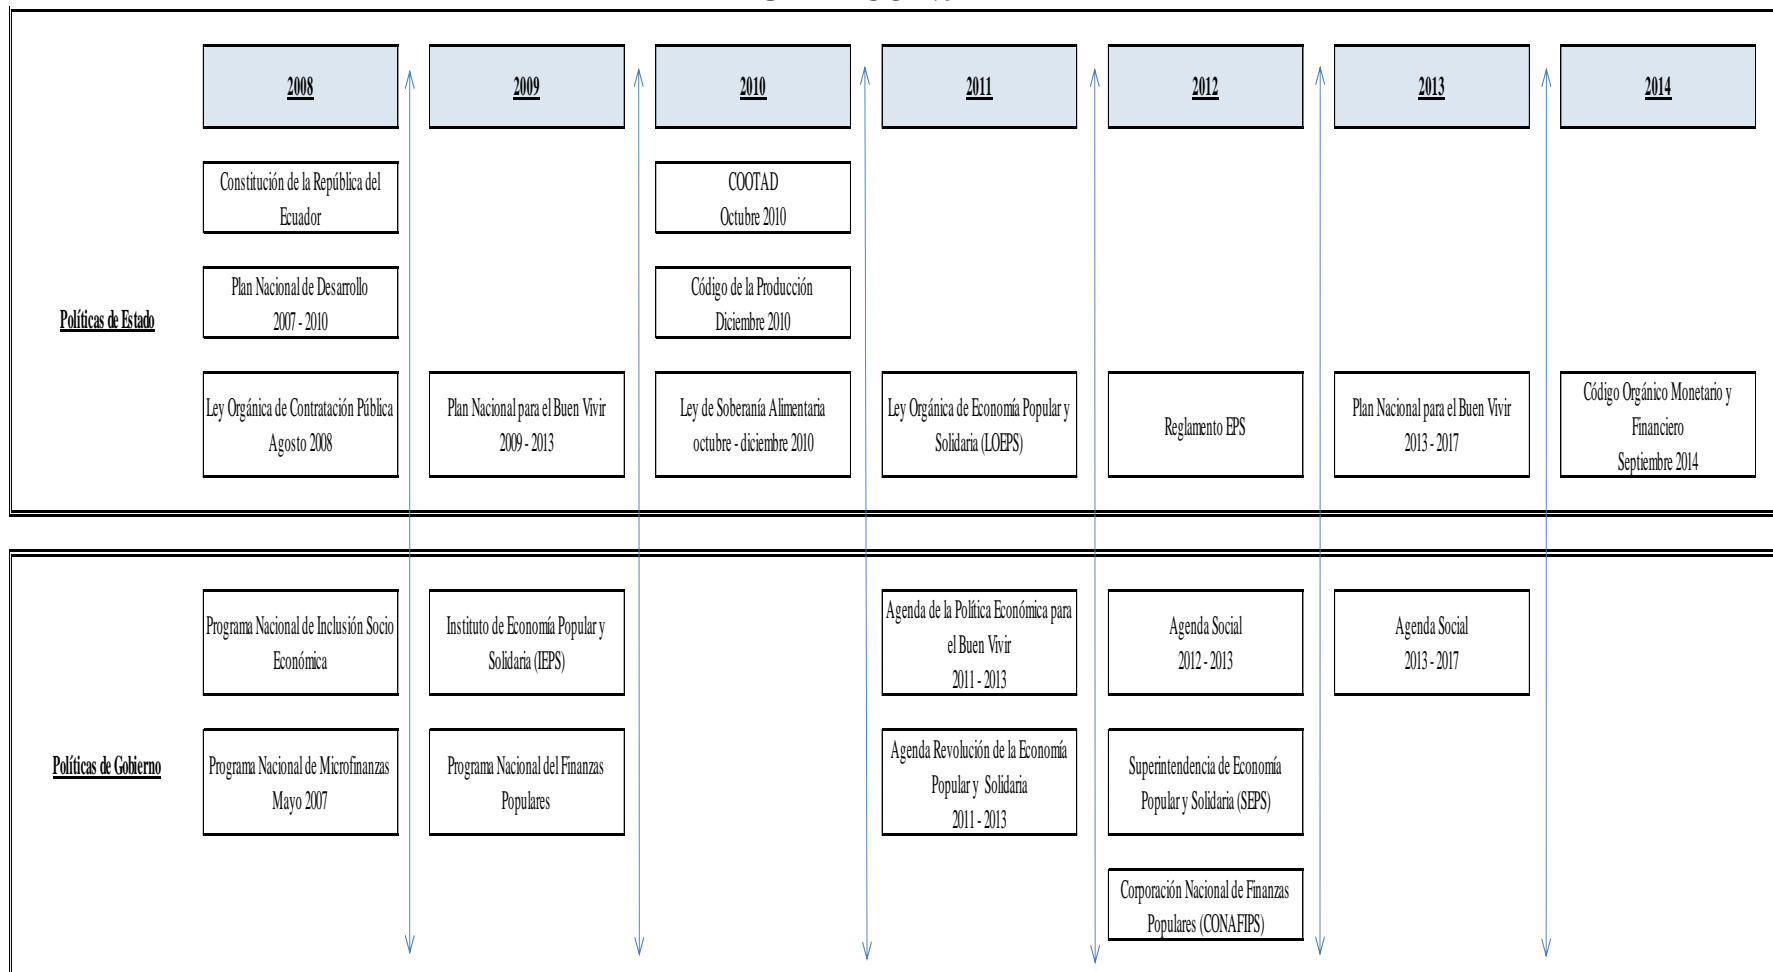 2008
2009
2010
2011
2012
2013
2014
Políticas de Estado
Constitución de la República del
Ecuador
COOTAD
Octubre 2010
Plan Nacional de Desarrollo
2007 - 2010
Código de la Producción
Diciembre 2010
Ley Orgánica de Contratación Pública
Agosto 2008
Plan Nacional para el Buen Vivir
2009 - 2013
Ley de Soberanía Alimentaria
octubre - diciembre 2010
Ley Orgánica de Economía Popular y
Solidaria (LOEPS)
Reglamento EPS
Plan Nacional para el Buen Vivir
2013 - 2017
Código Orgánico Monetario y
Financiero
Septiembre 2014
Políticas de Gobierno
Programa Nacional de Inclusión Socio
Económica
Instituto de Economía Popular y
Solidaria (IEPS)
Agenda de la Política Económica para
el Buen Vivir
2011 - 2013
Agenda Social
2012 - 2013
Agenda Social
2013 - 2017
Programa Nacional de Microfinanzas
Mayo 2007
Programa Nacional del Finanzas
Populares
Agenda Revolución de la Economía
Popular y Solidaria
2011 - 2013
Superintendencia de Economía
Popular y Solidaria (SEPS)
Corporación Nacional de Finanzas
Populares (CONAFIPS)